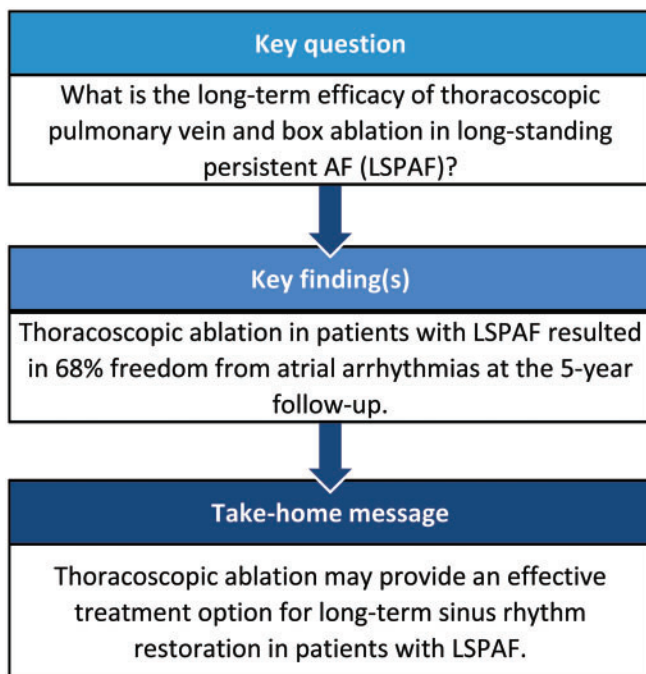 Key question
What is the long-term efficacy of thoracoscopic
pulmonary vein and box ablation in long-standing
persistent AF (LSPAF)?
Key finding(s)
Thoracoscopic ablation in patients with LSPAF resulted
in 68% freedom from atrial arrhythmias at the 5-year
follow-up.
Take-home message
Thoracoscopic ablation may provide an effective
treatment option for long-term sinus rhythm
restoration in patients with LSPAF.